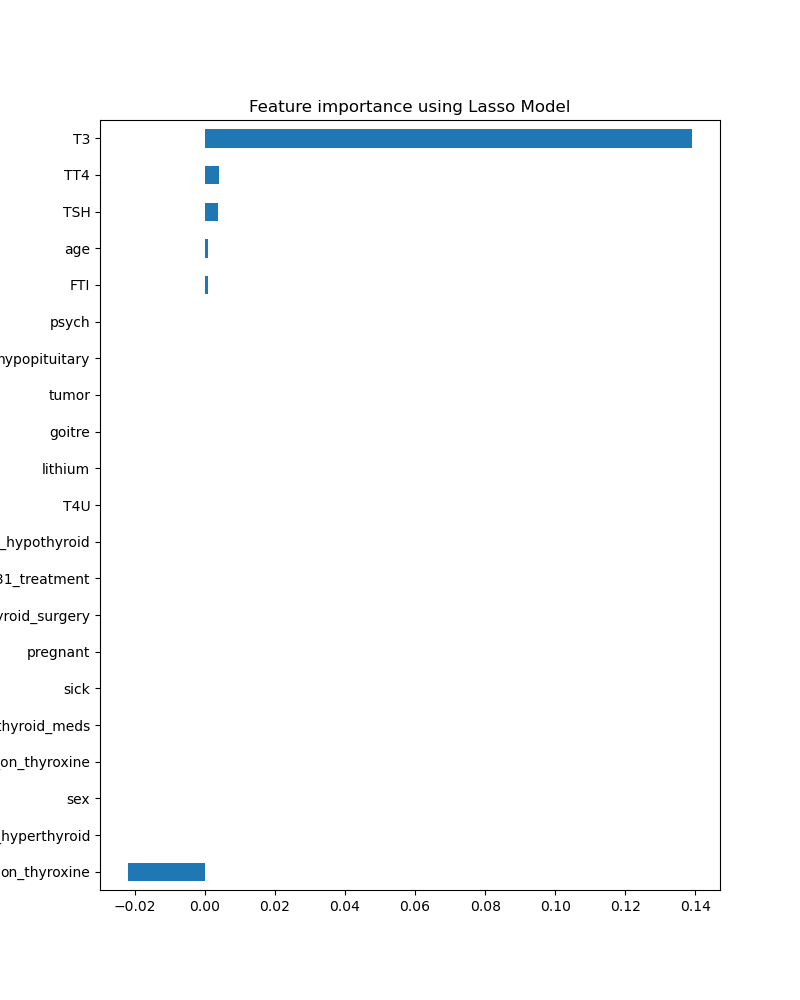 Feature importance using Lasso Model
T3
TT4
TSH
age
FTI
psych
hypopituitary
tumor
goitre
lithium
T4U
_hypothyroid
31_treatment
yroid_surgery
pregnant
sick
thyroid_meds
on_thyroxine
sex
_hyperthyroid
on_thyroxine
−0.02 0.00 0.02 0.04 0.06 0.08 0.10 0.12 0.14